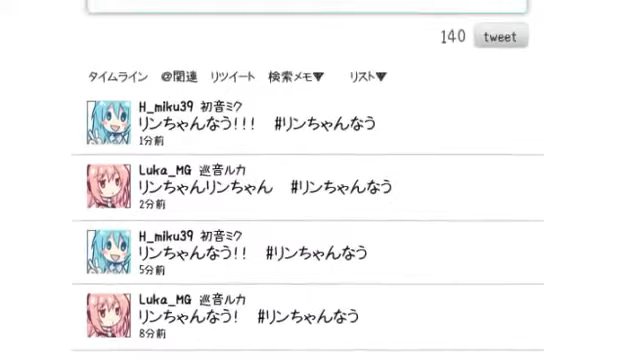 140 tweet
タイムライン @関連 リツイート 検索メモ▼ リスト▼
H_miku39 初音ミク
リンちゃんなう!!! #リンちゃんなう
1分前
Luka_MG 巡音ルカ
リンちゃんリンちゃん #リンちゃんなう
2分前
H_miku39 初音ミク
リンちゃんなう!! #リンちゃんなう
5分前
Luka_MG 巡音ルカ
リンちゃんなう! #リンちゃんなう
8分前